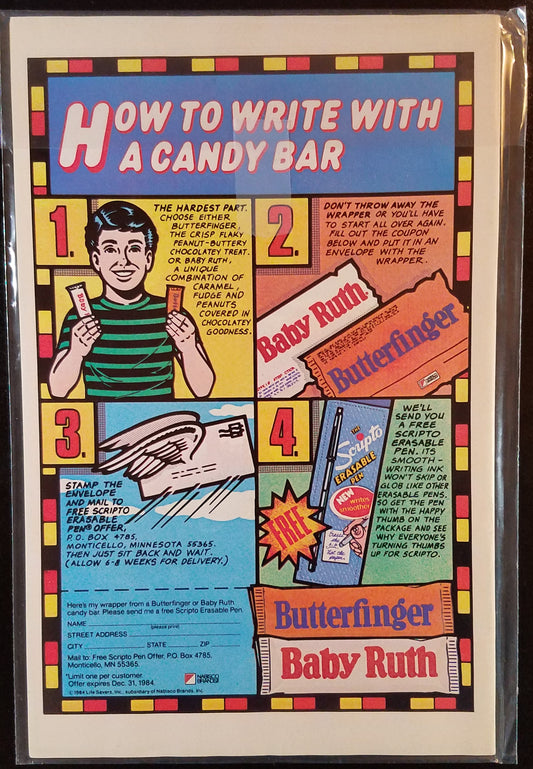 HOW TO WRITE WITH
A CANDY BAR
1.
THE HARDEST PART.
CHOOSE EITHER
BUTTERFINGER,
THE CRISP FLAKY
PEANUT-BUTTERY
CHOCOLATEY TREAT.
OR BABY RUTH,
A UNIQUE
COMBINATION OF
CARAMEL,
FUDGE AND
PEANUTS
COVERED IN
CHOCOLATEY
GOODNESS.
2.
DON'T THROW AWAY THE
WRAPPER OR YOU'LL HAVE
TO START ALL OVER AGAIN.
FILL OUT THE COUPON
BELOW AND PUT IT IN AN
ENVELOPE WITH THE
WRAPPER.
Baby Ruth
Butterfinger
3.
STAMP THE
ENVELOPE
AND MAIL TO
FREE SCRIPTO
ERASABLE
PEN® OFFER,
P.O. BOX 4785,
MONTICELLO, MINNESOTA 55365.
THEN JUST SIT BACK AND WAIT.
(ALLOW 6-8 WEEKS FOR DELIVERY.)
4.
THE
Scripto
ERASABLE
PEN
NEW writes
smoother
FREE
WE'LL
SEND YOU
A FREE
SCRIPTO
ERASABLE
PEN. ITS
SMOOTH-
WRITING INK
WON'T SKIP OR
GLOB LIKE OTHER
ERASABLE PENS.
SO GET THE PEN
WITH THE HAPPY
THUMB ON THE
PACKAGE AND SEE
WHY EVERYONE'S
TURNING THUMBS
UP FOR SCRIPTO.
Here's my wrapper from a Butterfinger or Baby Ruth
candy bar. Please send me a free Scripto Erasable Pen.
NAME
(please print)
STREET ADDRESS
CITY STATE ZIP
Mail to: Free Scripto Pen Offer, P.O. Box 4785,
Monticello, MN 55365.
*Limit one per customer.
Offer expires Dec. 31, 1984.
NABISCO
BRANDS
©1984 Life Savers, Inc., subsidiary of Nabisco Brands, Inc.
Butterfinger
Baby Ruth